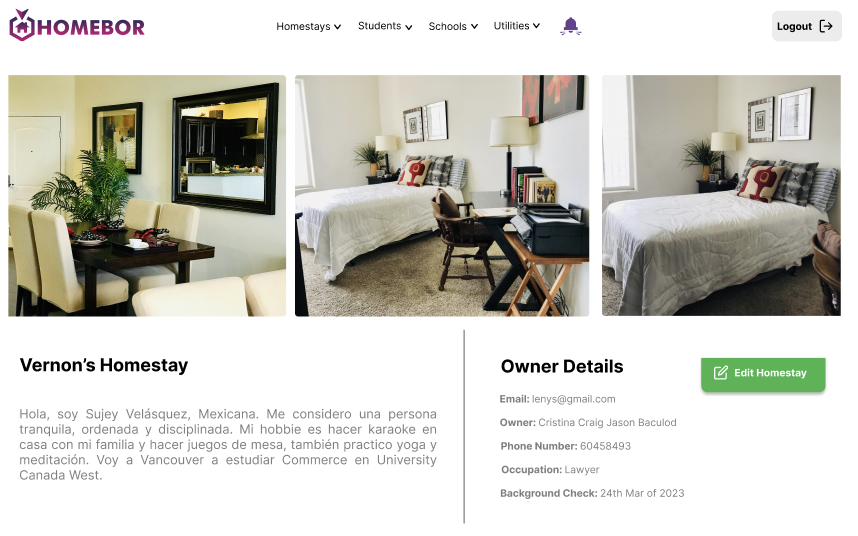 HOMEBOR
Homestays
Students
Schools
Utilities
Logout
Vernon’s Homestay
Hola, soy Sujey Velásquez, Mexicana. Me considero una persona
tranquila, ordenada y disciplinada. Mi hobbie es hacer karaoke en
casa con mi familia y hacer juegos de mesa, también practico yoga y
meditación. Voy a Vancouver a estudiar Commerce en University
Canada West.
Owner Details
Edit Homestay
Email: lenys@gmail.com
Owner: Cristina Craig Jason Baculod
Phone Number: 60458493
Occupation: Lawyer
Background Check: 24th Mar of 2023